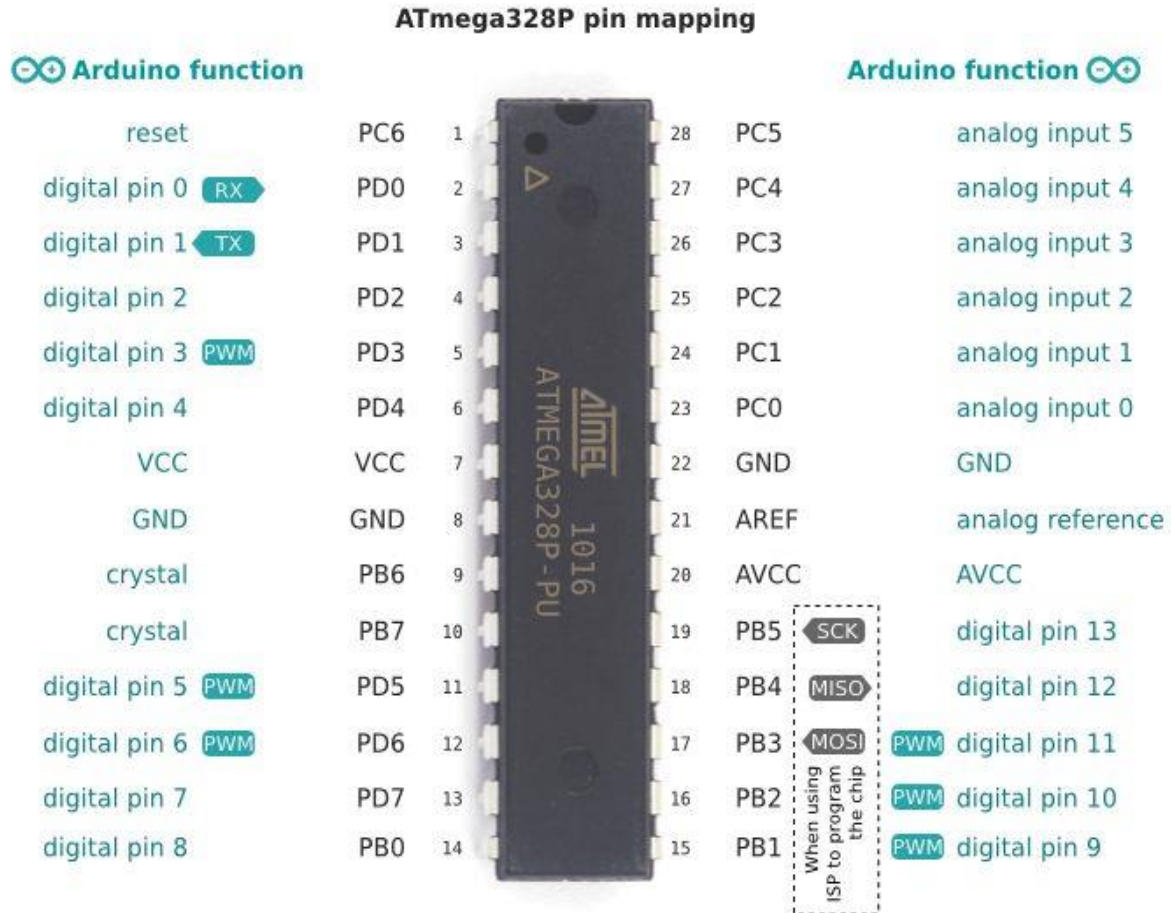 ATmega328P pin mapping
Arduino function Arduino function
reset PC6 1 28 PC5 analog input 5
digital pin 0 RX PD0 2 27 PC4 analog input 4
digital pin 1 TX PD1 3 26 PC3 analog input 3
digital pin 2 PD2 4 25 PC2 analog input 2
digital pin 3 PWM PD3 5 24 PC1 analog input 1
digital pin 4 PD4 6 23 PC0 analog input 0
VCC VCC 7 22 GND GND
GND GND 8 21 AREF analog reference
crystal PB6 9 20 AVCC AVCC
crystal PB7 10 19 PB5 SCK digital pin 13
digital pin 5 PWM PD5 11 18 PB4 MISO digital pin 12
digital pin 6 PWM PD6 12 17 PB3 MOSI PWM digital pin 11
digital pin 7 PD7 13 16 PB2 PWM digital pin 10
digital pin 8 PB0 14 15 PB1 PWM digital pin 9
When using
ISP to program
the chip
ATMEL 1016
ATMEGA328P-PU